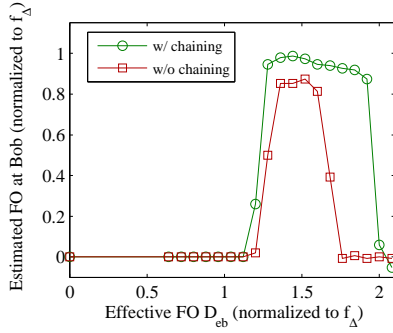 w/ chaining
w/o chaining
Estimated FO at Bob (normalized to f_Δ)
1
0.8
0.6
0.4
0.2
0
0
0.5
1
1.5
2
Effective FO D_eb (normalized to f_Δ)